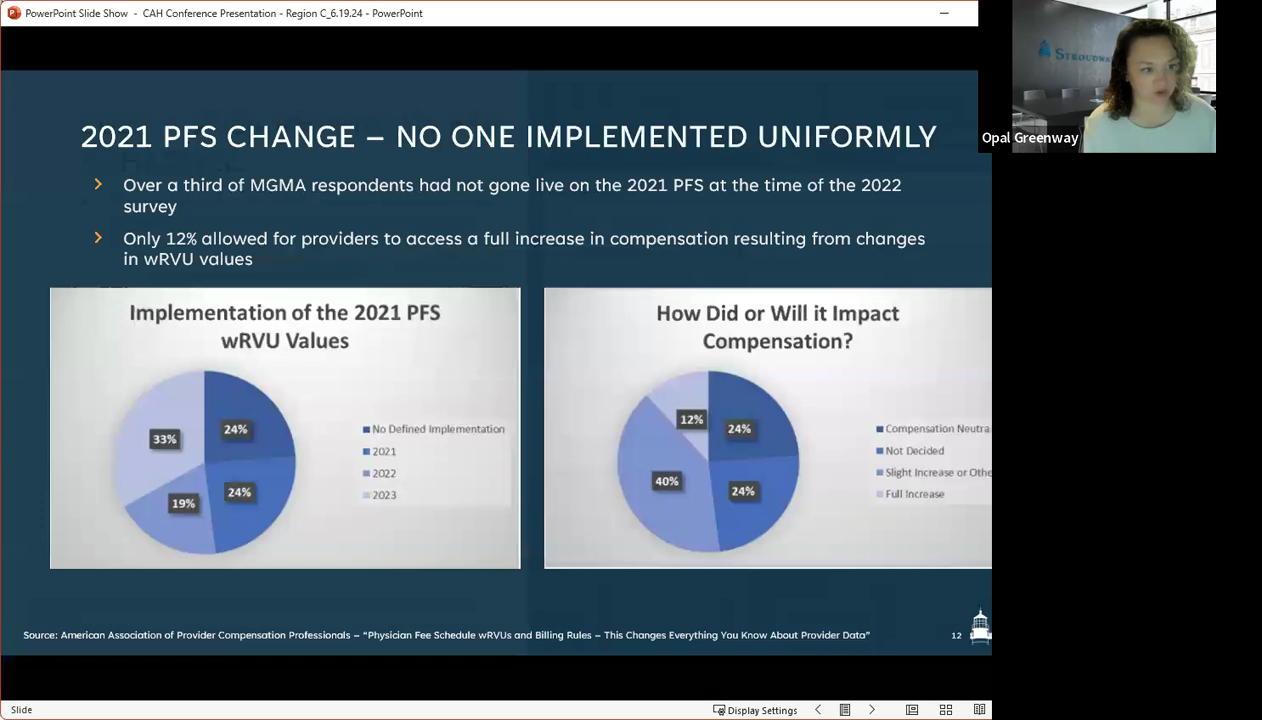 PowerPoint Slide Show - CAH Conference Presentation - Region C_6.19.24 - PowerPoint
Opal Greenway
2021 PFS CHANGE – NO ONE IMPLEMENTED UNIFORMLY
Over a third of MGMA respondents had not gone live on the 2021 PFS at the time of the 2022
survey
Only 12% allowed for providers to access a full increase in compensation resulting from changes
in wRVU values
Implementation of the 2021 PFS
wRVU Values
33%
24%
19%
24%
No Defined Implementation
2021
2022
2023
How Did or Will it Impact
Compensation?
12%
24%
40%
24%
Compensation Neutra
Not Decided
Slight Increase or Othe
Full Increase
Source: American Association of Provider Compensation Professionals – "Physician Fee Schedule wRVUs and Billing Rules – This Changes Everything You Know About Provider Data"
12
Slide
Display Settings